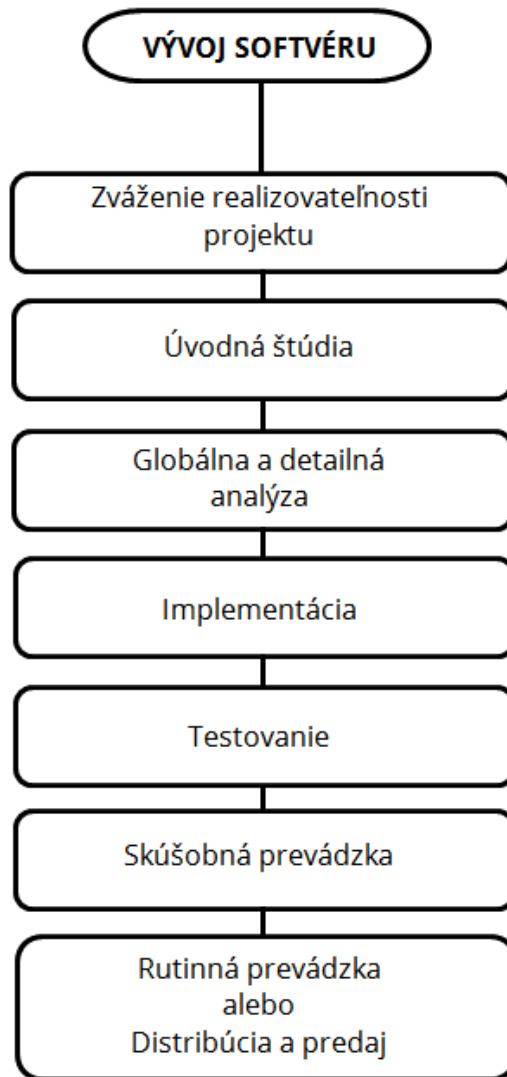 VÝVOJ SOFTVÉRU
Zváženie realizovateľnosti
projektu
Úvodná štúdia
Globálna a detailná
analýza
Implementácia
Testovanie
Skúšobná prevádzka
Rutinná prevádzka
alebo
Distribúcia a predaj